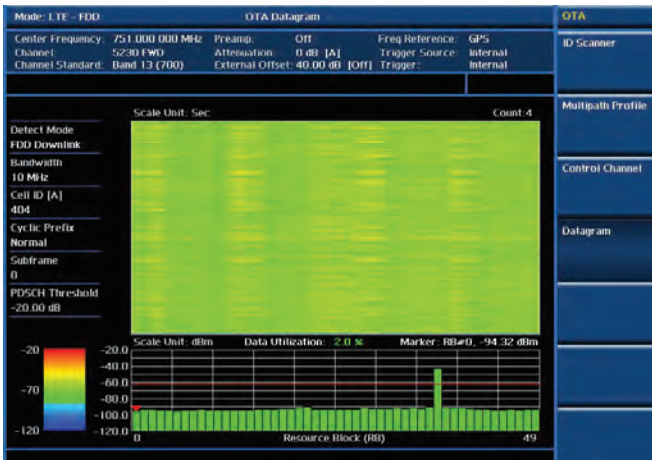 Mode: LTE - FDD
OTA Datagram
OTA
Center Frequency: 751.000 000 MHz Preamp: Off Freq Reference: GPS
Channel: 5230 FWD Attenuation: 0 dB [A] Trigger Source: Internal
Channel Standard: Band 13 (700) External Offset: 40.00 dB [Off] Trigger: Internal
ID Scanner
Multipath Profile
Control Channel
Datagram
Scale Unit: Sec Count:4
Detect Mode
FDD Downlink
Bandwidth
10 MHz
Cell ID [A]
404
Cyclic Prefix
Normal
Subframe
0
PDSCH Threshold
-20.00 dB
Scale Unit: dBm Data Utilization: 2.0 % Marker: RB#0, -94.32 dBm
-20
-70
-120
-20.0
-40.0
-60.0
-80.0
-100.0
-120.0
0 Resource Block (RB) 49